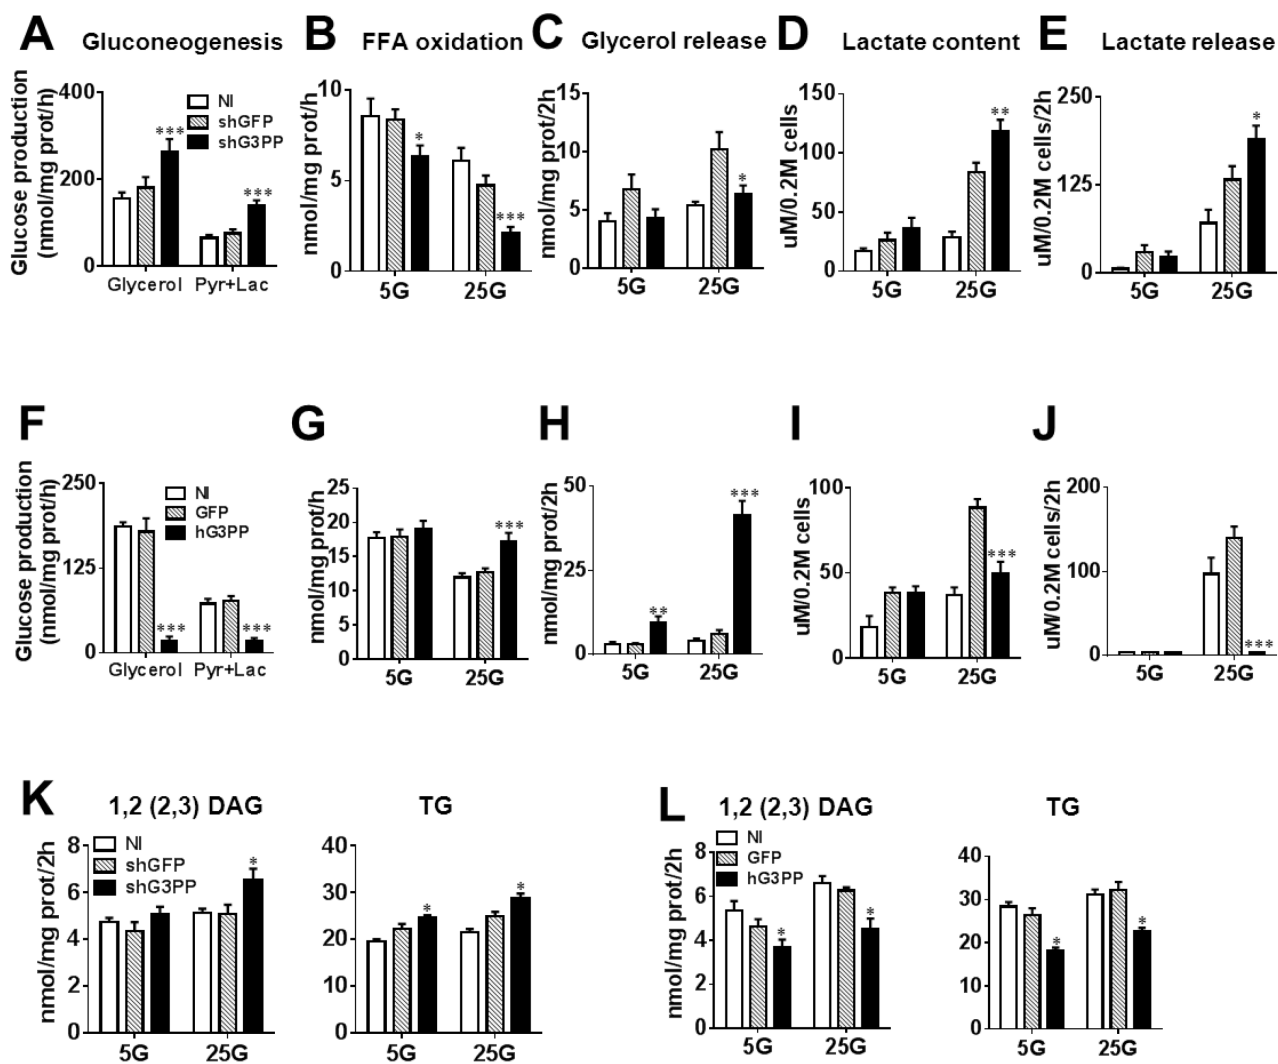 A Gluconeogenesis
Glucose production
(nmol/mg prot/h)
400
200
0
NI
shGFP
shG3PP
***
***
Glycerol Pyr+Lac
B FFA oxidation
nmol/mg prot/h
10
5
0
*
***
5G 25G
C Glycerol release
nmol/mg prot/2h
15
10
5
0
*
5G 25G
D Lactate content
uM/0.2M cells
150
100
50
0
**
5G 25G
E Lactate release
uM/0.2M cells/2h
250
125
0
*
5G 25G
F
Glucose production
(nmol/mg prot/h)
250
125
0
NI
GFP
hG3PP
***
***
Glycerol Pyr+Lac
G
nmol/mg prot/h
25
20
15
10
5
0
***
5G 25G
H
nmol/mg prot/2h
50
25
0
**
***
5G 25G
I
uM/0.2M cells
100
50
0
***
5G 25G
J
uM/0.2M cells/2h
200
100
0
***
5G 25G
K 1,2 (2,3) DAG
nmol/mg prot/2h
8
6
4
2
0
NI
shGFP
shG3PP
*
5G 25G
TG
40
30
20
10
0
*
*
5G 25G
L 1,2 (2,3) DAG
nmol/mg prot/2h
8
6
4
2
0
NI
GFP
hG3PP
*
*
5G 25G
TG
40
30
20
10
0
*
*
5G 25G